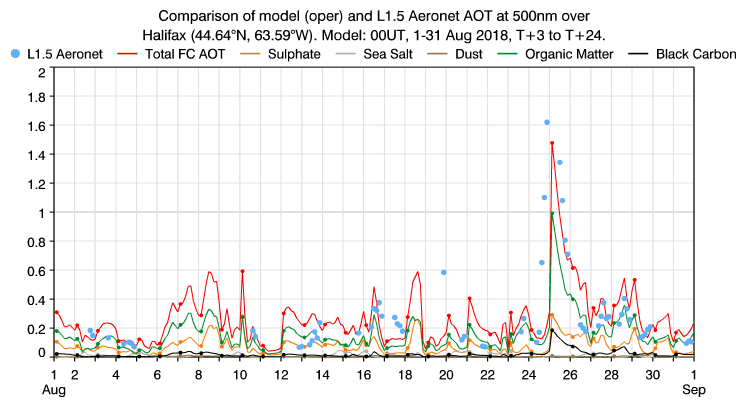 Comparison of model (oper) and L1.5 Aeronet AOT at 500nm over
Halifax (44.64°N, 63.59°W). Model: 00UT, 1-31 Aug 2018, T+3 to T+24.
L1.5 Aeronet Total FC AOT Sulphate Sea Salt Dust Organic Matter Black Carbon
2
1.8
1.6
1.4
1.2
1
0.8
0.6
0.4
0.2
0
1 2 4 6 8 10 12 14 16 18 20 22 24 26 28 30 1
Aug Sep